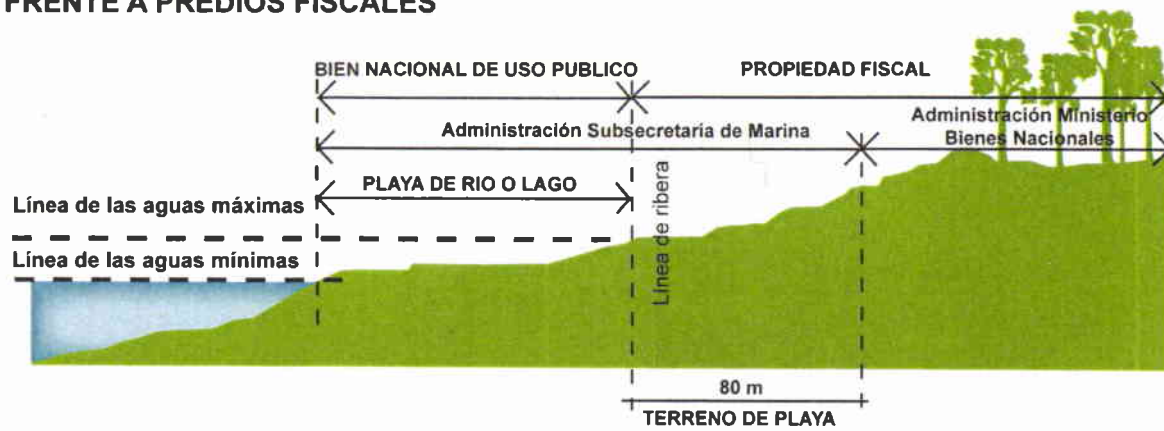 FRENTE A PREDIOS FISCALES
BIEN NACIONAL DE USO PUBLICO
PROPIEDAD FISCAL
Administración Subsecretaria de Marina
Administración Ministerio
Bienes Nacionales
PLAYA DE RIO O LAGO
Línea de las aguas máximas
Línea de las aguas mínimas
Línea de ribera
80 m
TERRENO DE PLAYA